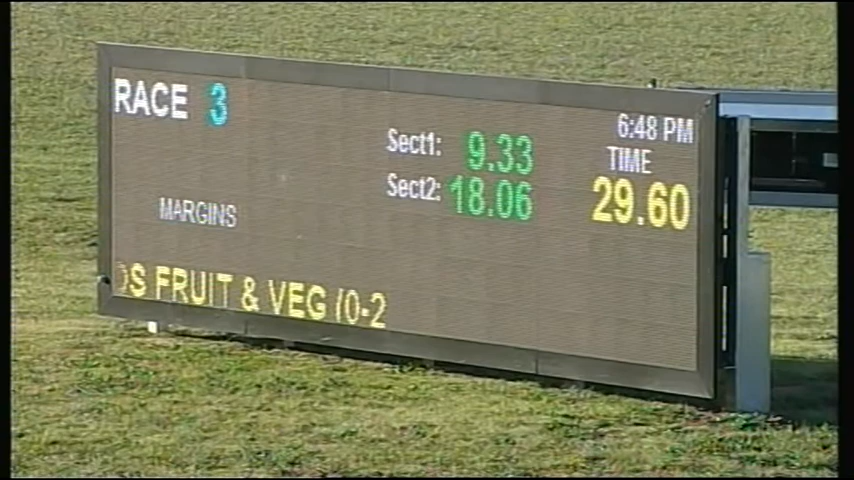 RACE 3
6:48 PM
Sect1: 9.33
TIME
Sect2: 18.06
29.60
MARGINS
S FRUIT & VEG (0-2